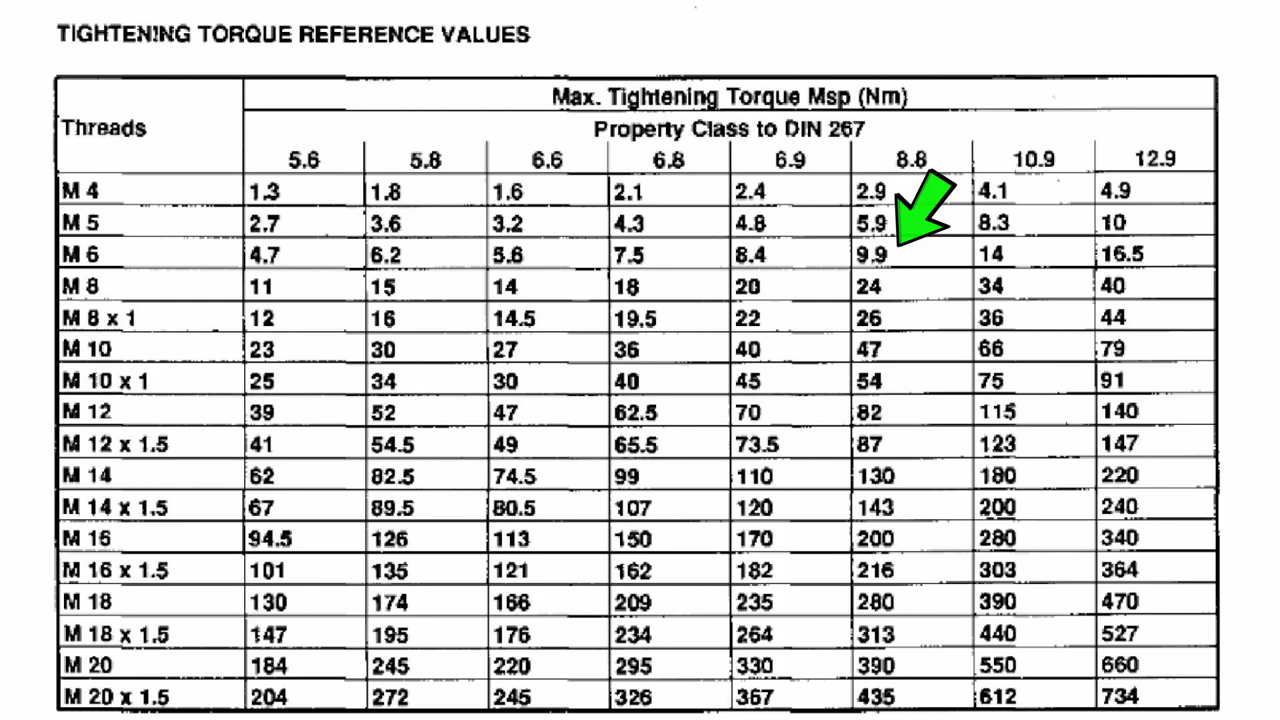 TIGHTENING TORQUE REFERENCE VALUES
Max. Tightening Torque Msp (Nm)
Threads
Property Class to DIN 267
5.6 5.8 6.6 6.8 6.9 8.8 10.9 12.9
M 4 1.3 1.8 1.6 2.1 2.4 2.9 4.1 4.9
M 5 2.7 3.6 3.2 4.3 4.8 5.9 8.3 10
M 6 4.7 6.2 5.6 7.5 8.4 9.9 14 16.5
M 8 11 15 14 18 20 24 34 40
M 8 x 1 12 16 14.5 19.5 22 26 36 44
M 10 23 30 27 36 40 47 66 79
M 10 x 1 25 34 30 40 45 54 75 91
M 12 39 52 47 62.5 70 82 115 140
M 12 x 1.5 41 54.5 49 65.5 73.5 87 123 147
M 14 62 82.5 74.5 99 110 130 180 220
M 14 x 1.5 67 89.5 80.5 107 120 143 200 240
M 16 94.5 126 113 150 170 200 280 340
M 16 x 1.5 101 135 121 162 182 216 303 364
M 18 130 174 166 209 235 280 390 470
M 18 x 1.5 147 195 176 234 264 313 440 527
M 20 184 245 220 295 330 390 550 660
M 20 x 1.5 204 272 245 326 367 435 612 734